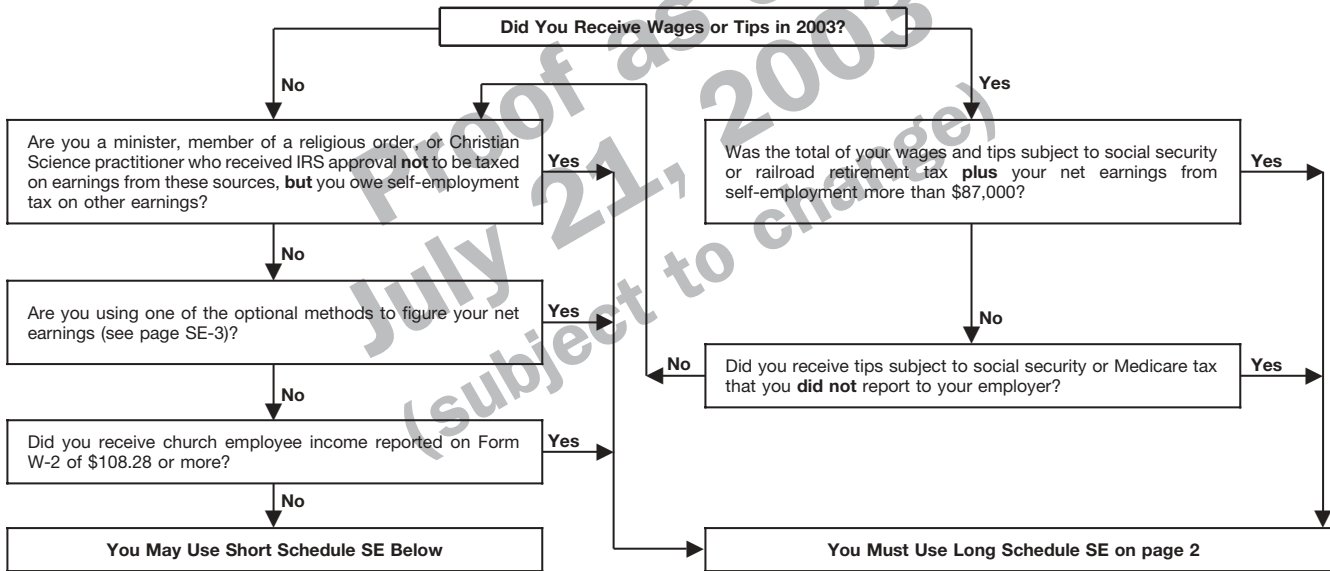 Did You Receive Wages or Tips in 2003?
No
Yes
Are you a minister, member of a religious order, or Christian
Science practitioner who received IRS approval not to be taxed
on earnings from these sources, but you owe self-employment
tax on other earnings?
Yes
Was the total of your wages and tips subject to social security
or railroad retirement tax plus your net earnings from
self-employment more than $87,000?
Yes
No
Are you using one of the optional methods to figure your net
earnings (see page SE-3)?
Yes
No
No
Did you receive tips subject to social security or Medicare tax
that you did not report to your employer?
Yes
No
Did you receive church employee income reported on Form
W-2 of $108.28 or more?
Yes
No
You May Use Short Schedule SE Below
You Must Use Long Schedule SE on page 2
Proof as
July 21, 2003
(subject to change)